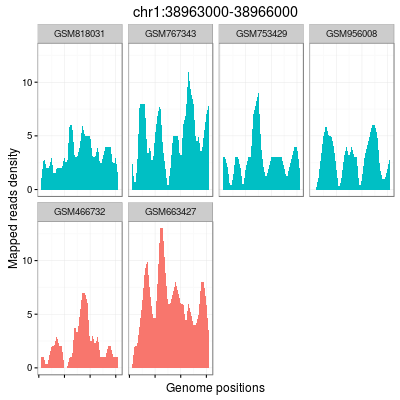 chr1:38963000-38966000
GSM818031 GSM767343 GSM753429 GSM956008
10
5
0
Mapped reads density
GSM466732 GSM663427
10
5
0
Genome positions